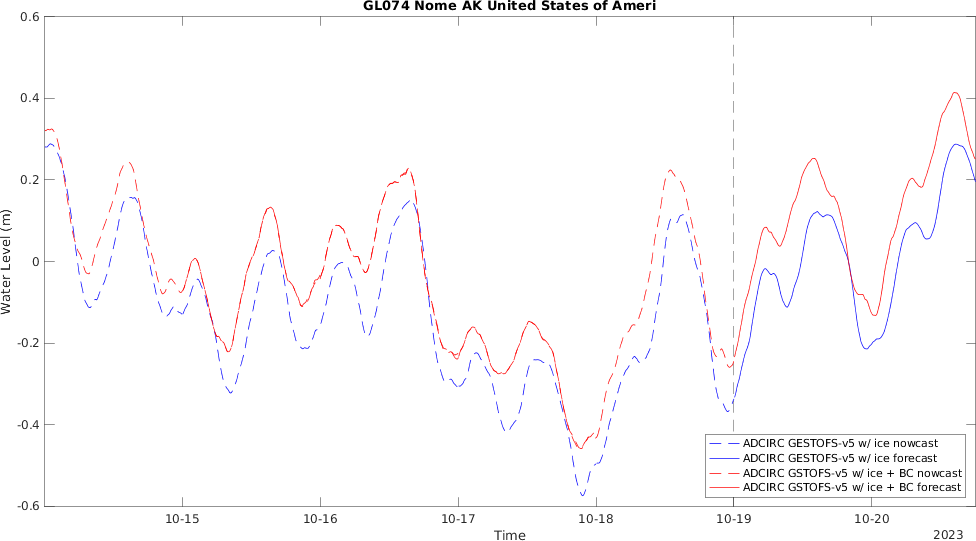 GL074 Nome AK United States of Ameri
0.6
0.4
0.2
0
-0.2
-0.4
-0.6
Water Level (m)
ADCIRC GESTOFS-v5 w/ ice nowcast
ADCIRC GESTOFS-v5 w/ ice forecast
ADCIRC GSTOFS-v5 w/ice + BC nowcast
ADCIRC GSTOFS-v5 w/ice + BC forecast
10-15 10-16 10-17 10-18 10-19 10-20
Time
2023